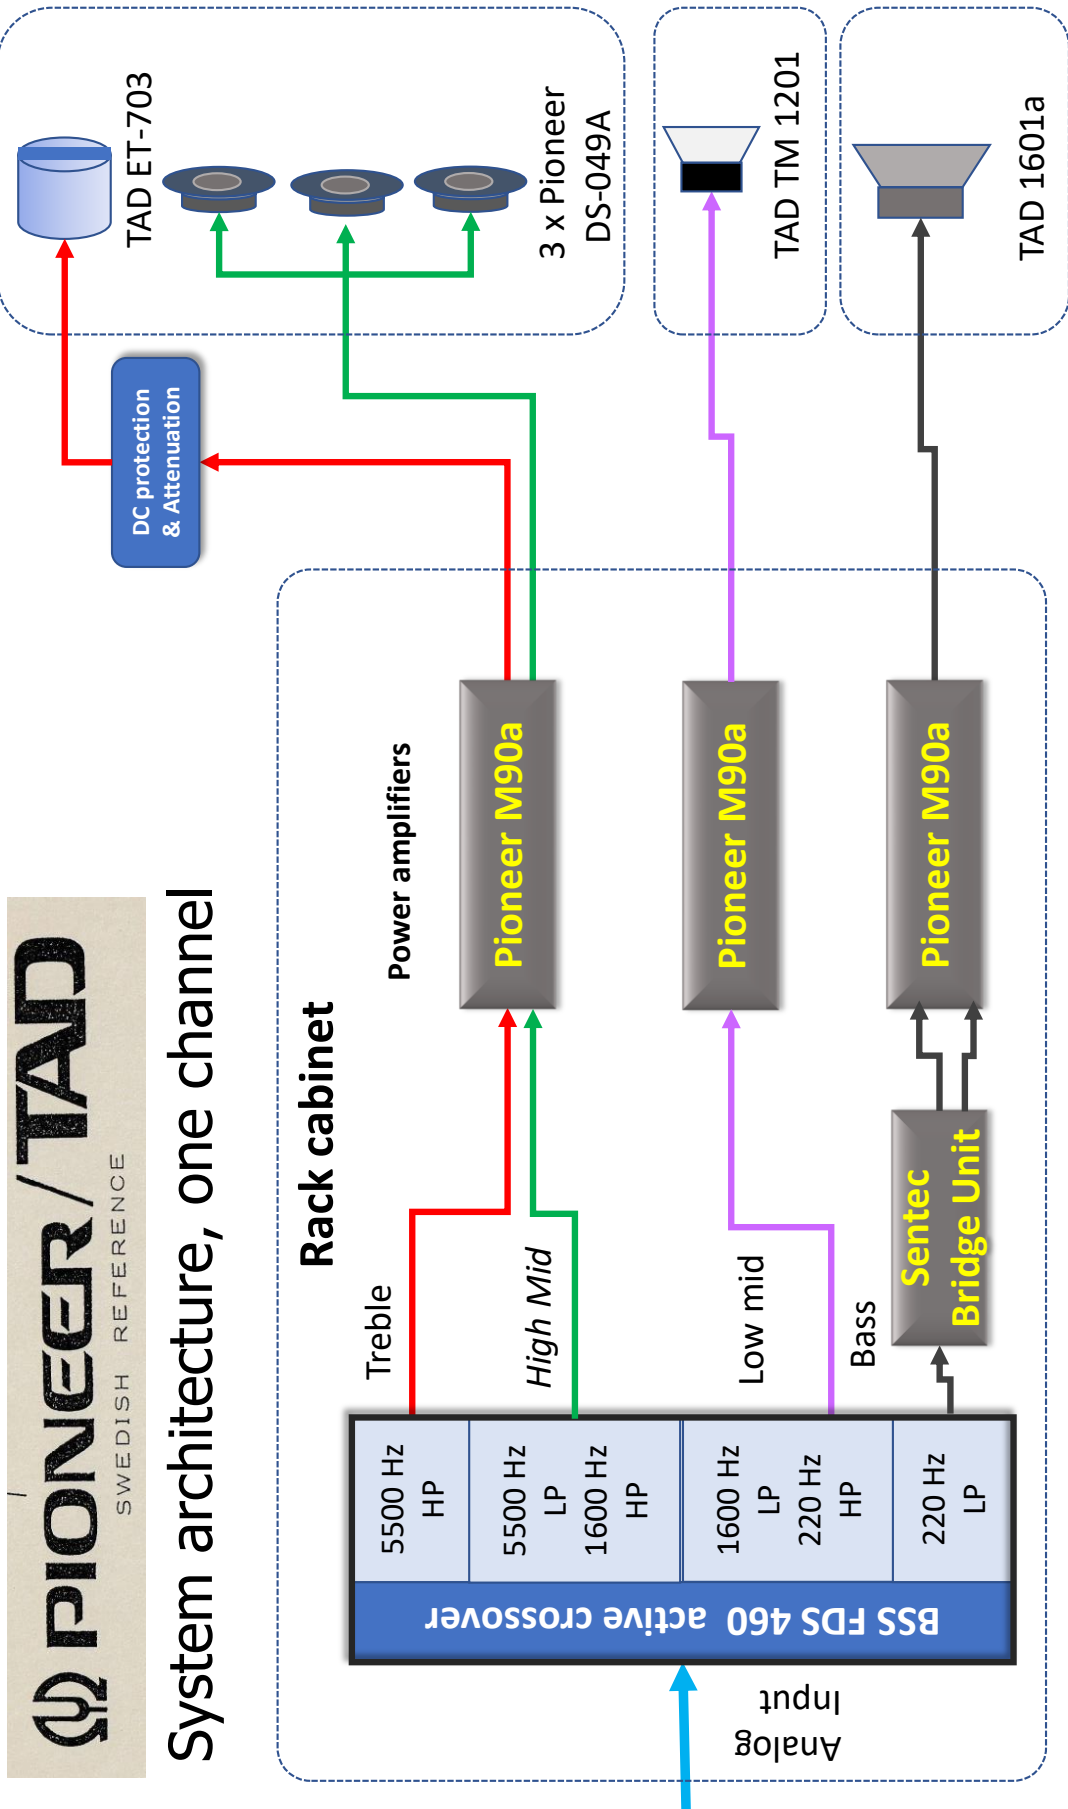 PIONEER/TAD
SWEDISH REFERENCE
System architecture, one channel
Rack cabinet
Power amplifiers
Analog
Input
BSS FDS 460
active crossover
5500 Hz
HP
5500 Hz
LP
1600 Hz
HP
1600 Hz
LP
220 Hz
HP
220 Hz
LP
Treble
High Mid
Low mid
Bass
Sentec
Bridge Unit
Pioneer M90a
Pioneer M90a
Pioneer M90a
DC protection
& Attenuation
TAD ET-703
3 x Pioneer
DS-049A
TAD TM 1201
TAD 1601a